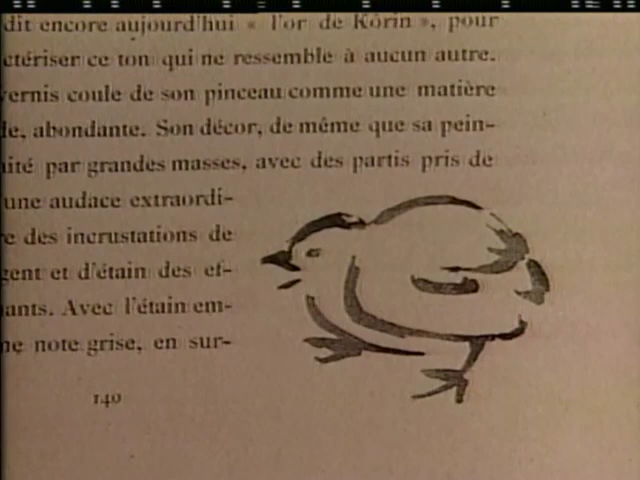 dit encore aujourd'hui « l'or de Kôrin », pour
ctériser ce ton qui ne ressemble à aucun autre.
vernis coule de son pinceau comme une matière
de, abondante. Son décor, de même que sa pein-
ité par grandes masses, avec des partis pris de
une audace extraordi-
e des incrustations de
gent et d'étain des ef-
ants. Avec l'étain em-
ne note grise, en sur-
140